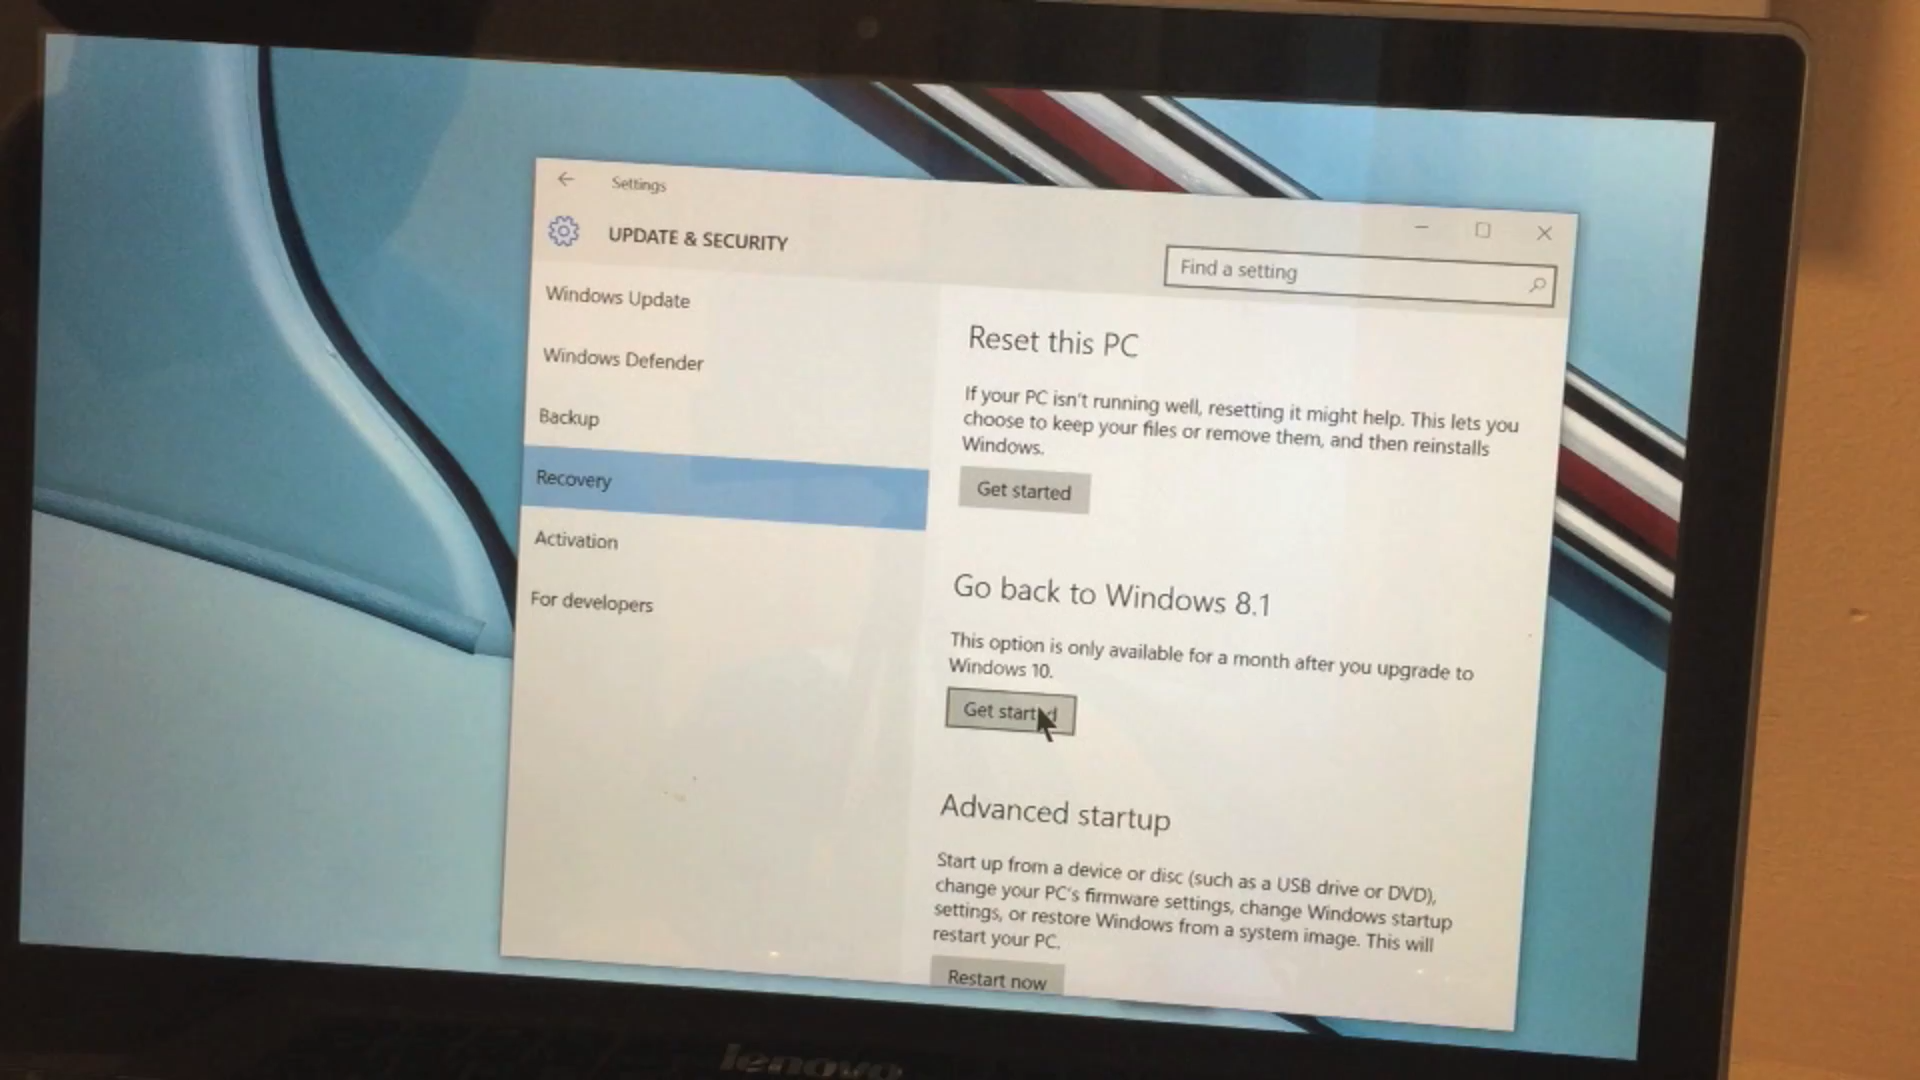 Settings
UPDATE & SECURITY
Find a setting
Windows Update
Windows Defender
Backup
Recovery
Activation
For developers
Reset this PC
If your PC isn't running well, resetting it might help. This lets you
choose to keep your files or remove them, and then reinstalls
Windows.
Get started
Go back to Windows 8.1
This option is only available for a month after you upgrade to
Windows 10.
Get started
Advanced startup
Start up from a device or disc (such as a USB drive or DVD),
change your PC's firmware settings, change Windows startup
settings, or restore Windows from a system image. This will
restart your PC.
Restart now
lenovo